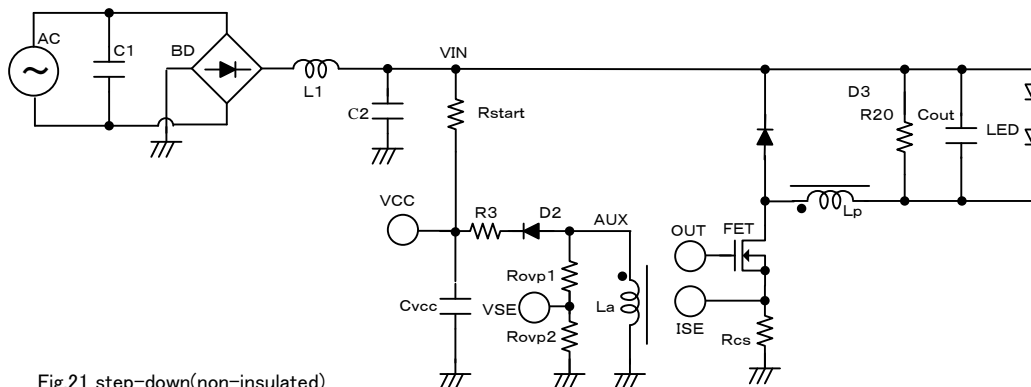 AC
C1
BD
L1
VIN
C2
Rstart
D3
R20
Cout
LED
VCC
R3
D2
AUX
Lp
OUT
FET
Rovp1
Cvcc
VSE
La
ISE
Rovp2
Rcs
Fig.21 step-down(non-insulated)